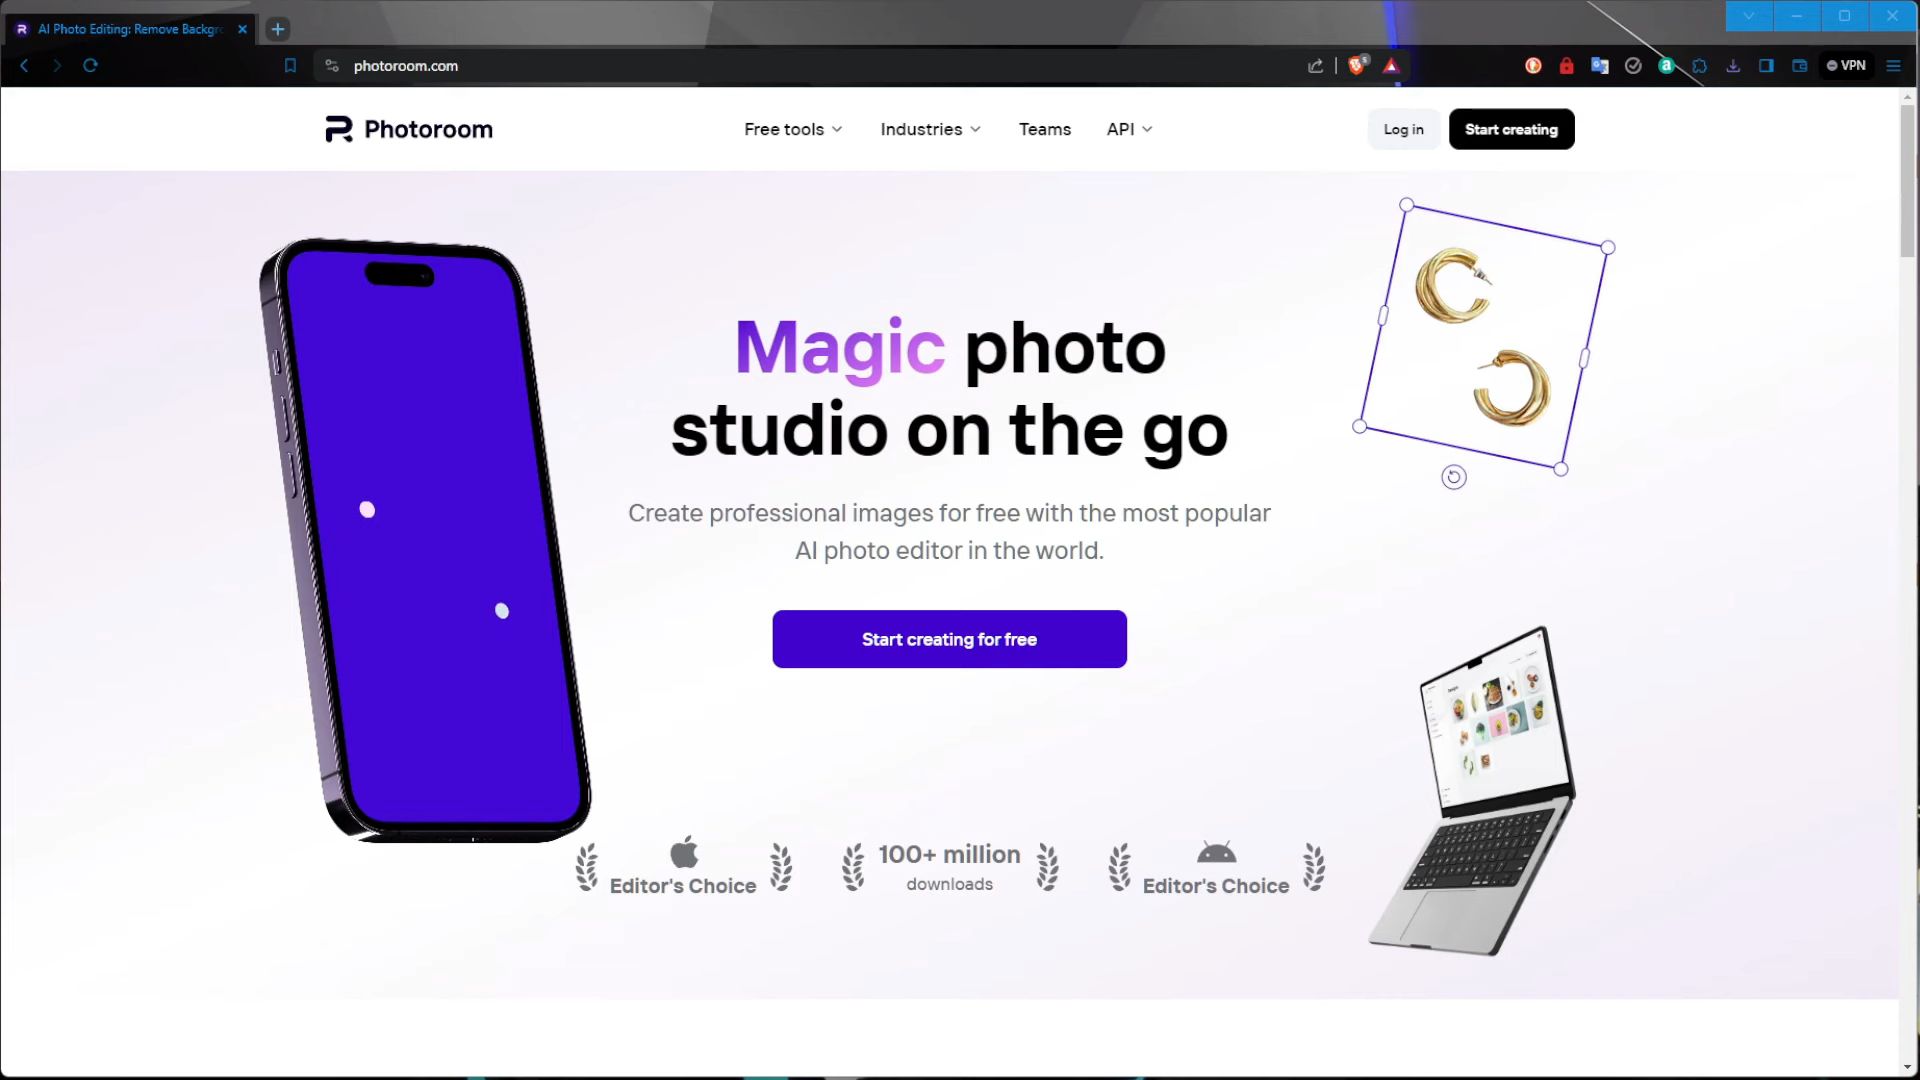 AI Photo Editing: Remove Backgr
photoroom.com
5
VPN
Photoroom
Free tools
Industries
Teams
API
Log in
Start creating
Magic photo
studio on the go
Create professional images for free with the most popular
AI photo editor in the world.
Start creating for free
Editor's Choice
100+ million
downloads
Editor's Choice